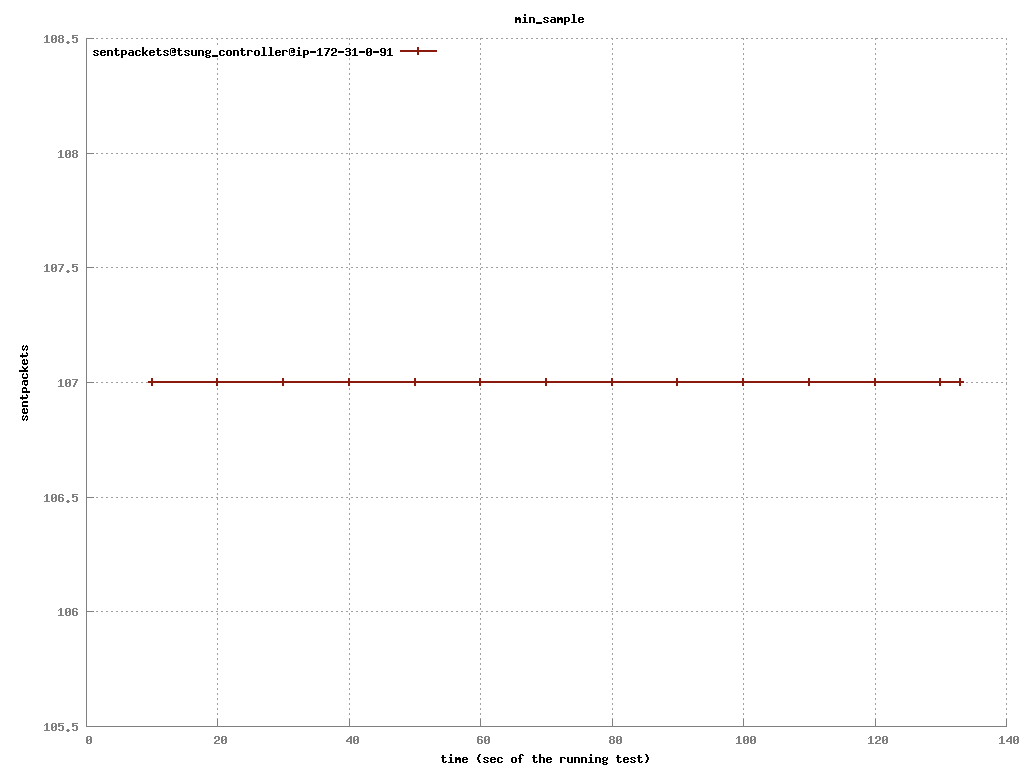 min_sample
108.5
sentpackets@tsung_controller@ip-172-31-0-91
108
107.5
sentpackets
107
106.5
106
105.5
0 20 40 60 80 100 120 140
time (sec of the running test)